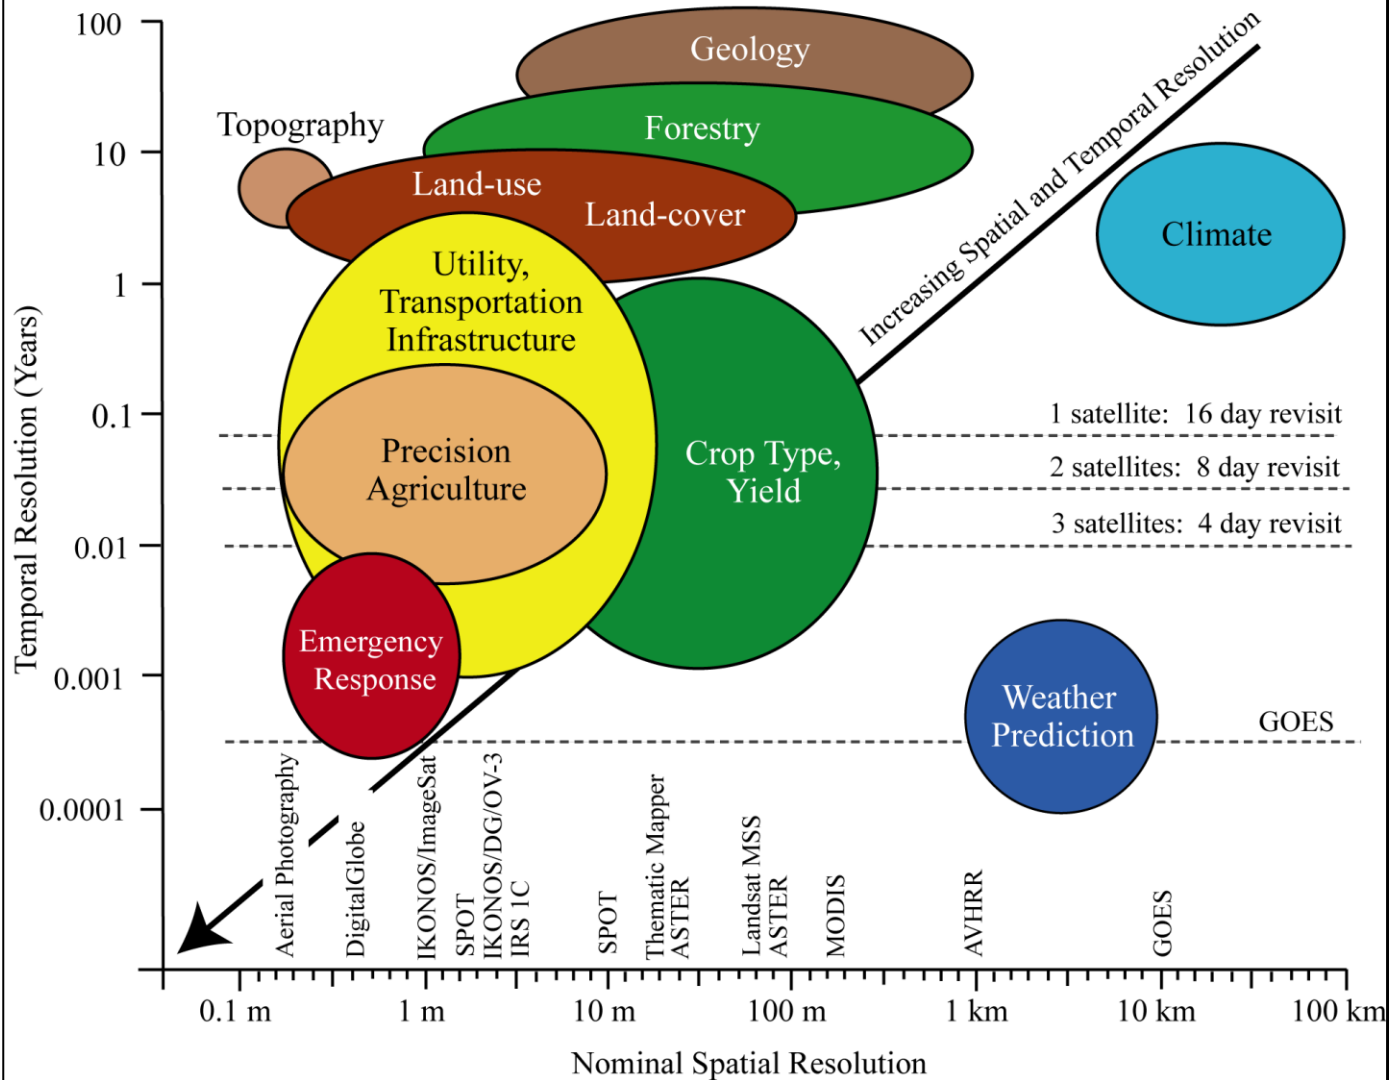 100
Geology
Increasing Spatial and Temporal Resolution
Topography
Forestry
10
Land-use
Land-cover
Climate
Utility,
Transportation
Infrastructure
1
Temporal Resolution (Years)
0.1
1 satellite: 16 day revisit
Precision
Agriculture
Crop Type,
Yield
2 satellites: 8 day revisit
3 satellites: 4 day revisit
0.01
Emergency
Response
0.001
Weather
Prediction
GOES
0.0001
Aerial Photography
DigitalGlobe
IKONOS/ImageSat
SPOT
IKONOS/DG/OV-3
IRS 1C
SPOT
Thematic Mapper
ASTER
Landsat MSS
ASTER
MODIS
AVHRR
GOES
0.1 m
1 m
10 m
100 m
1 km
10 km
100 km
Nominal Spatial Resolution